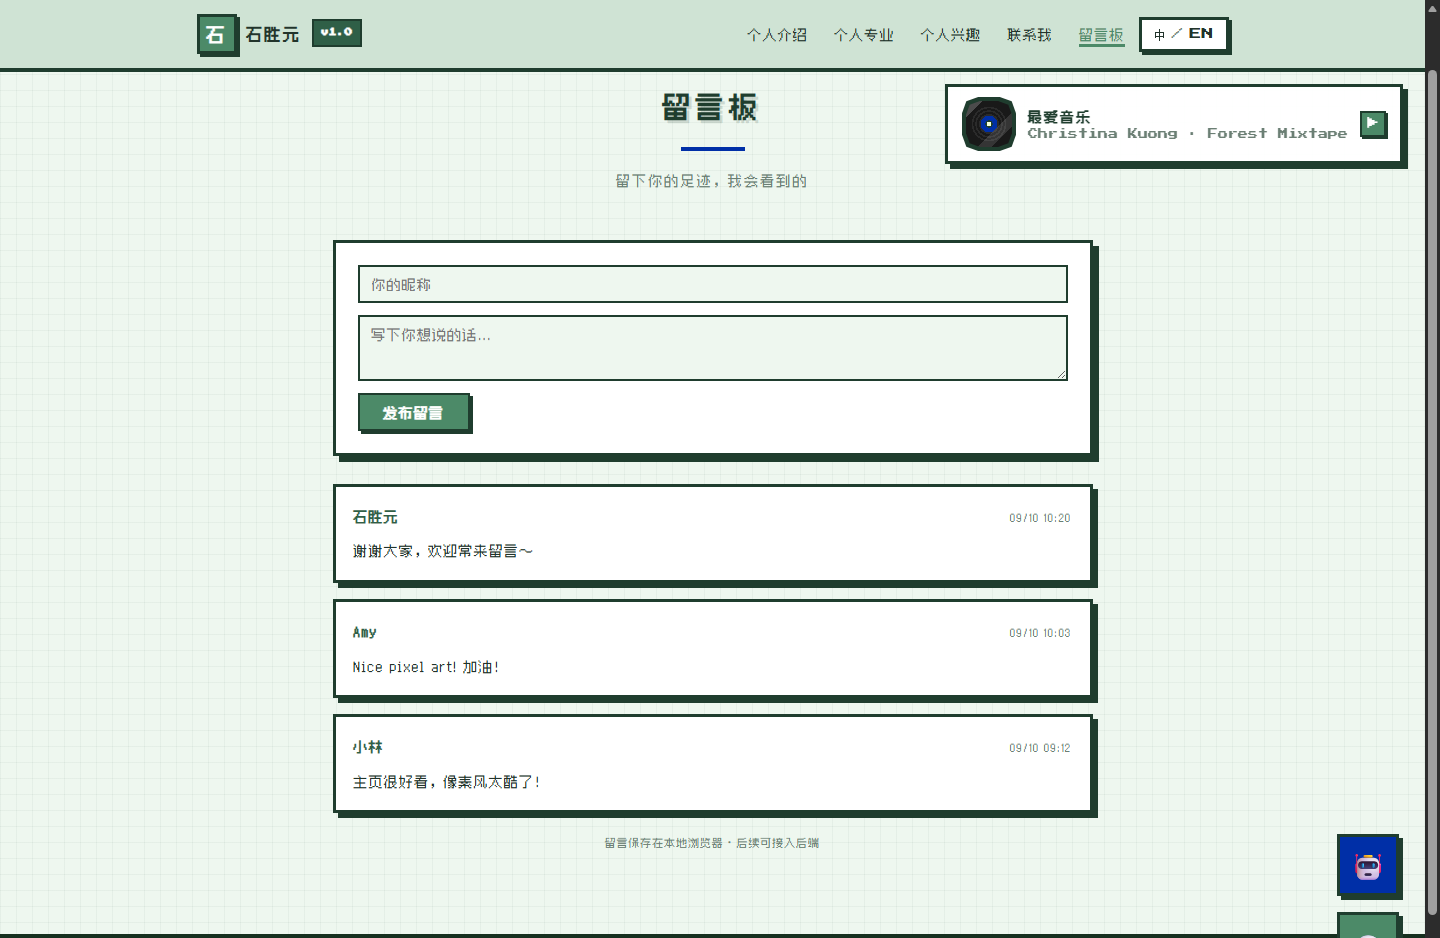 石 石胜元 v1.0 个人介绍 个人专业 个人兴趣 联系我 留言板 中 / EN
留言板
最爱音乐
Christina Kuong · Forest Mixtape
留下你的足迹，我会看到的
你的昵称
写下你想说的话...
发布留言
石胜元 09/10 10:20
谢谢大家，欢迎常来留言～
Amy 09/10 10:03
Nice pixel art! 加油！
小林 09/10 09:12
主页很好看，像素风太酷了！
留言保存在本地浏览器 · 后续可接入后端